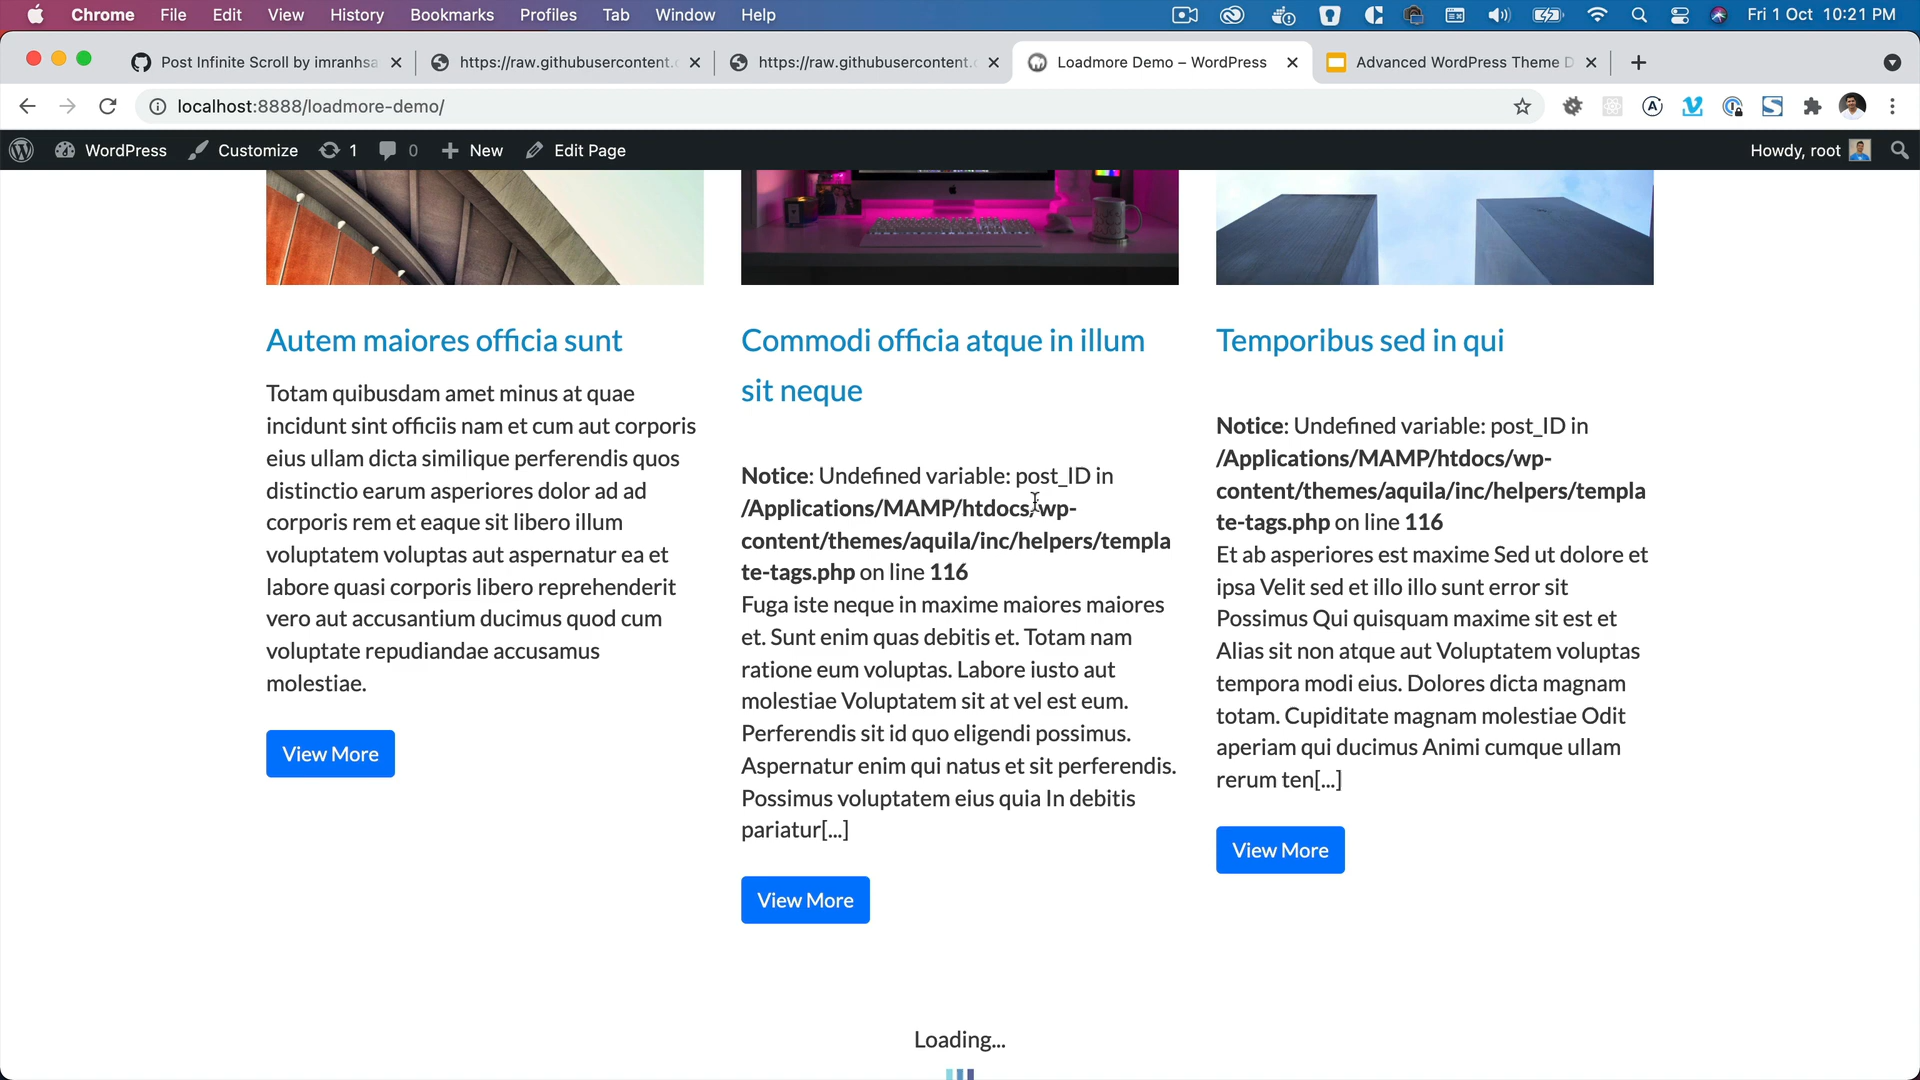 Chrome File Edit View History Bookmarks Profiles Tab Window Help Fri 1 Oct 10:21 PM
Post Infinite Scroll by imranhsa https://raw.githubusercontent. https://raw.githubusercontent. Loadmore Demo – WordPress Advanced WordPress Theme D
localhost:8888/loadmore-demo/
WordPress Customize 1 0 New Edit Page Howdy, root
Autem maiores officia sunt
Totam quibusdam amet minus at quae
incidunt sint officiis nam et cum aut corporis
eius ullam dicta similique perferendis quos
distinctio earum asperiores dolor ad ad
corporis rem et eaque sit libero illum
voluptatem voluptas aut aspernatur ea et
labore quasi corporis libero reprehenderit
vero aut accusantium ducimus quod cum
voluptate repudiandae accusamus
molestiae.
View More
Commodi officia atque in illum
sit neque
Notice: Undefined variable: post_ID in
/Applications/MAMP/htdocs/wp-
content/themes/aquila/inc/helpers/templa
te-tags.php on line 116
Fuga iste neque in maxime maiores maiores
et. Sunt enim quas debitis et. Totam nam
ratione eum voluptas. Labore iusto aut
molestiae Voluptatem sit at vel est eum.
Perferendis sit id quo eligendi possimus.
Aspernatur enim qui natus et sit perferendis.
Possimus voluptatem eius quia In debitis
pariatur[...]
View More
Temporibus sed in qui
Notice: Undefined variable: post_ID in
/Applications/MAMP/htdocs/wp-
content/themes/aquila/inc/helpers/templa
te-tags.php on line 116
Et ab asperiores est maxime Sed ut dolore et
ipsa Velit sed et illo illo sunt error sit
Possimus Qui quisquam maxime sit est et
Alias sit non atque aut Voluptatem voluptas
tempora modi eius. Dolores dicta magnam
totam. Cupiditate magnam molestiae Odit
aperiam qui ducimus Animi cumque ullam
rerum ten[...]
View More
Loading...